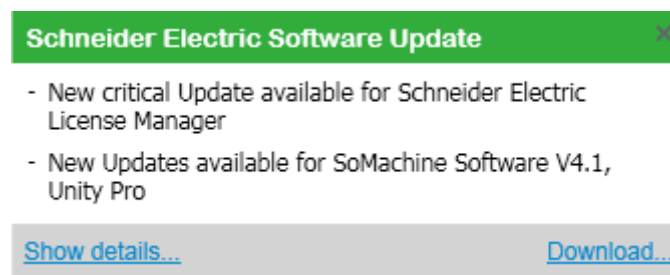 Schneider Electric Software Update
- New critical Update available for Schneider Electric
License Manager
- New Updates available for SoMachine Software V4.1,
Unity Pro
Show details...
Download...